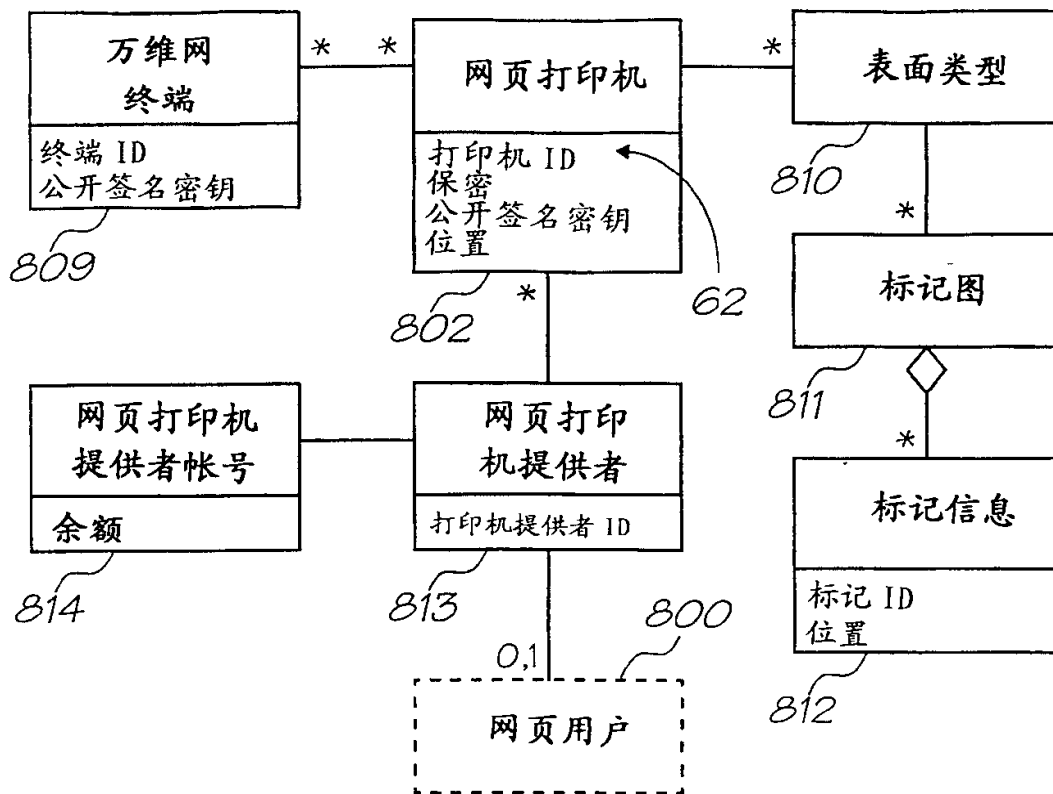 万维网
终端
终端 ID
公开签名密钥
809
*
*
网页打印机
打印机 ID
保密
公开签名密钥
位置
62
802
*
*
表面类型
810
*
标记图
811
*
标记信息
标记 ID
位置
812
网页打印机
提供者帐号
余额
814
网页打印
机提供者
打印机提供者 ID
813
0,1
800
网页用户